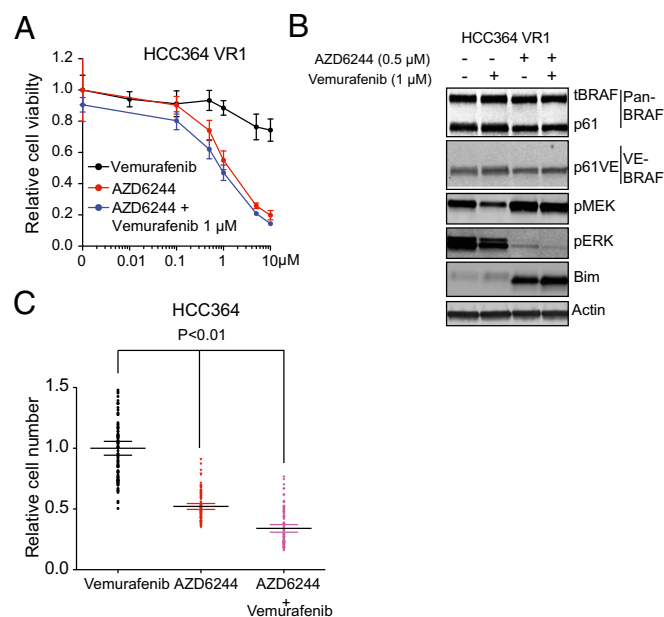 A
HCC364 VR1
Relative cell viability
1.2
1.0
0.8
0.6
0.4
0.2
0.0
Vemurafenib
AZD6244
AZD6244 +
Vemurafenib 1 µM
0 0.01 0.1 1.0 10µM
B
HCC364 VR1
AZD6244 (0.5 µM) - - + +
Vemurafenib (1 µM) - + - +
tBRAF
p61
Pan-
BRAF
p61VE
VE-
BRAF
pMEK
pERK
Bim
Actin
C
HCC364
P<0.01
Relative cell number
1.5
1.0
0.5
0.0
Vemurafenib AZD6244 AZD6244
+
Vemurafenib